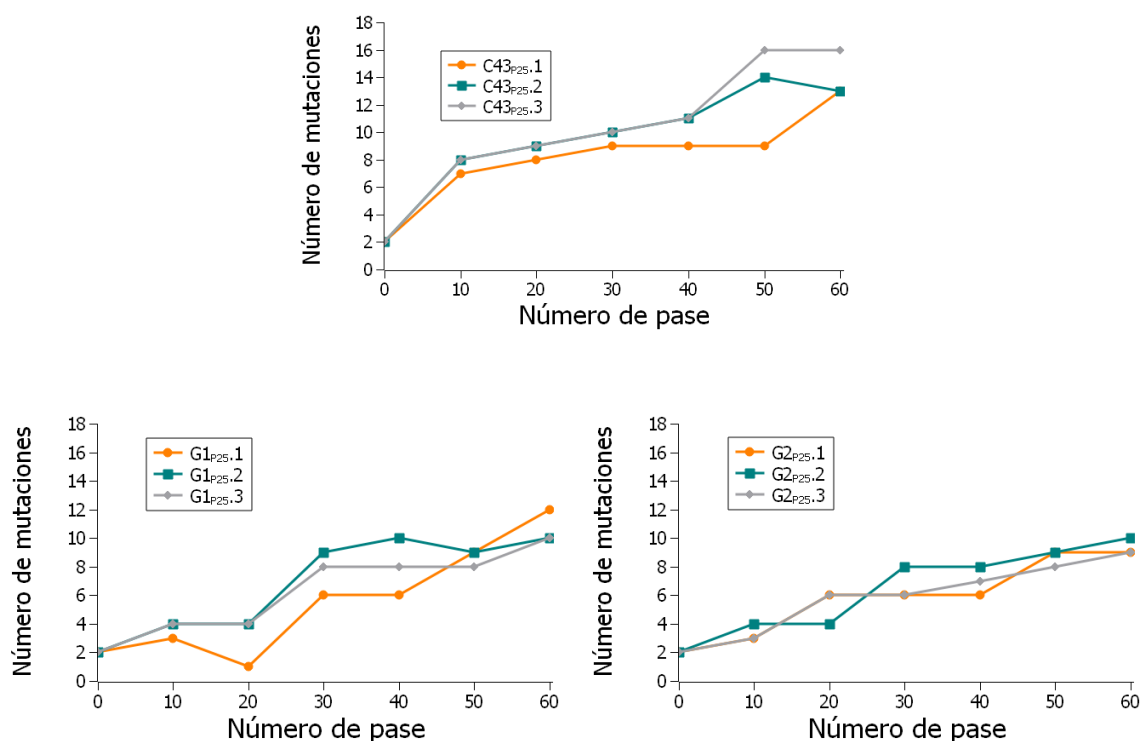 Número de mutaciones
18
16
14
12
10
8
6
4
2
0
C43P25.1
C43P25.2
C43P25.3
0 10 20 30 40 50 60
Número de pase
Número de mutaciones
18
16
14
12
10
8
6
4
2
0
G1P25.1
G1P25.2
G1P25.3
0 10 20 30 40 50 60
Número de pase
Número de mutaciones
18
16
14
12
10
8
6
4
2
0
G2P25.1
G2P25.2
G2P25.3
0 10 20 30 40 50 60
Número de pase